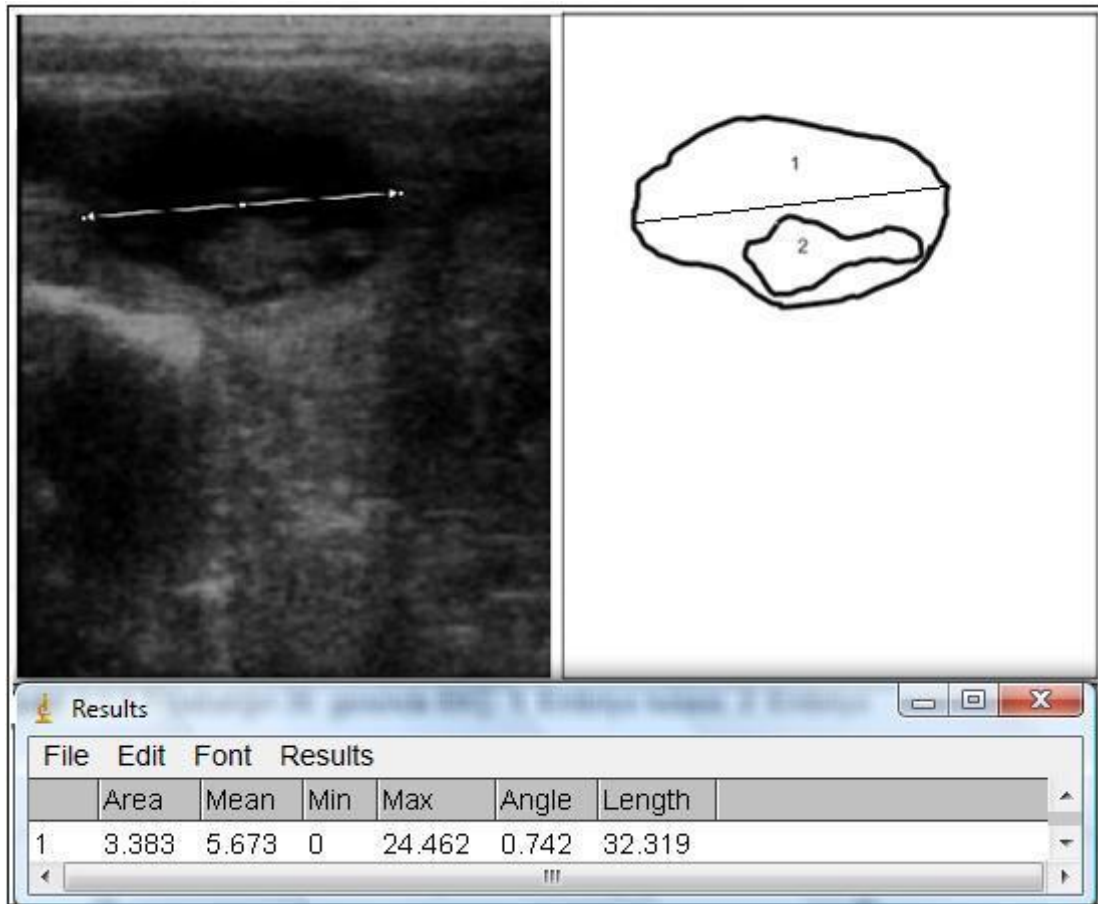 1
2
Results
File Edit Font Results
Area Mean Min Max Angle Length
1 3.383 5.673 0 24.462 0.742 32.319